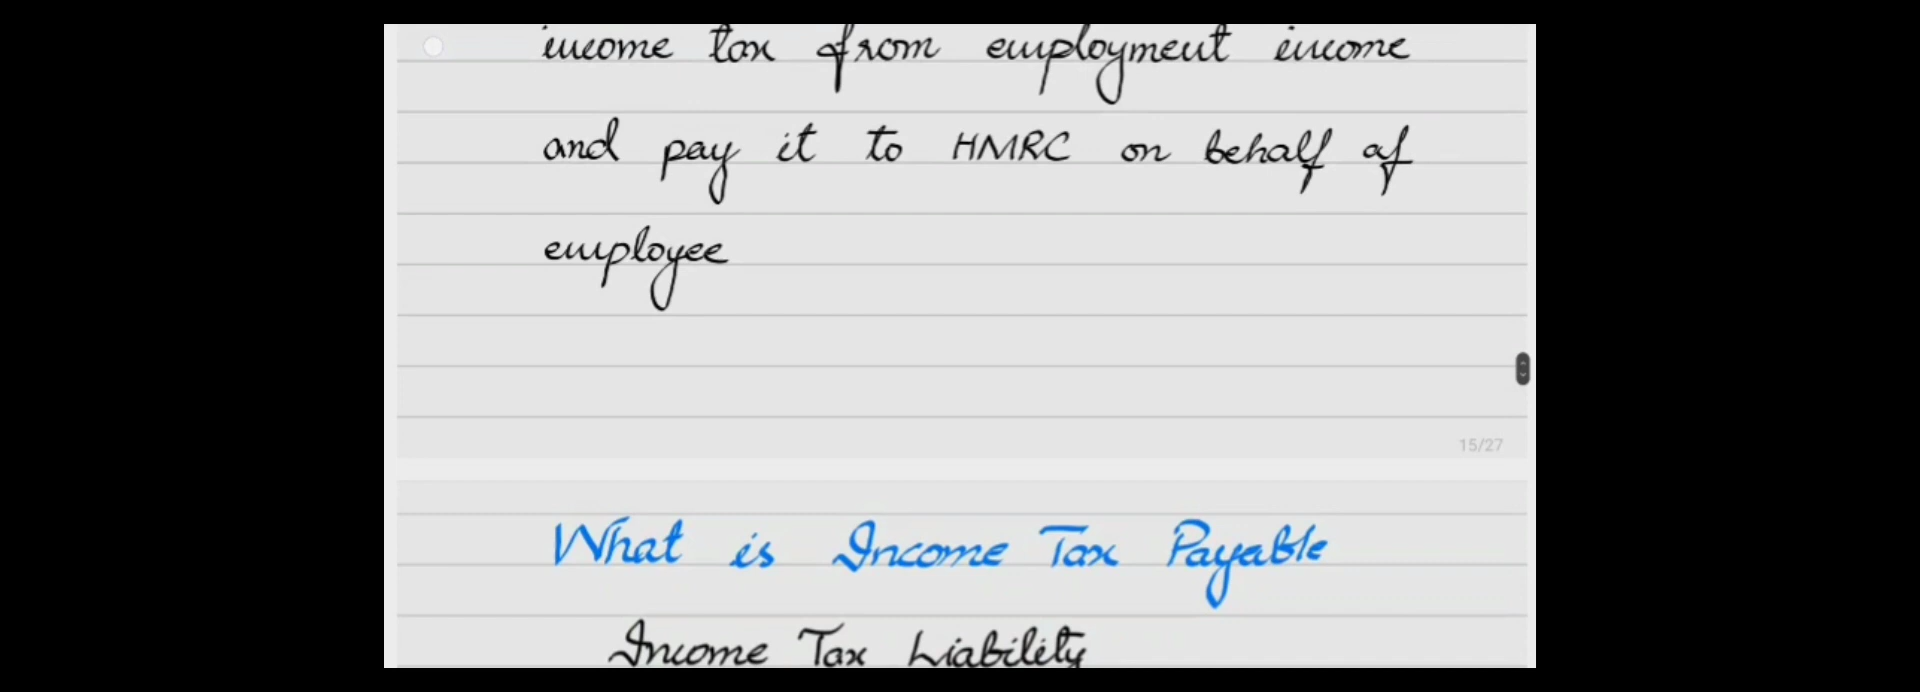 income tax from employment income
and pay it to HMRC on behalf of
employee
15/27
What is Income Tax Payable
Income Tax Liability